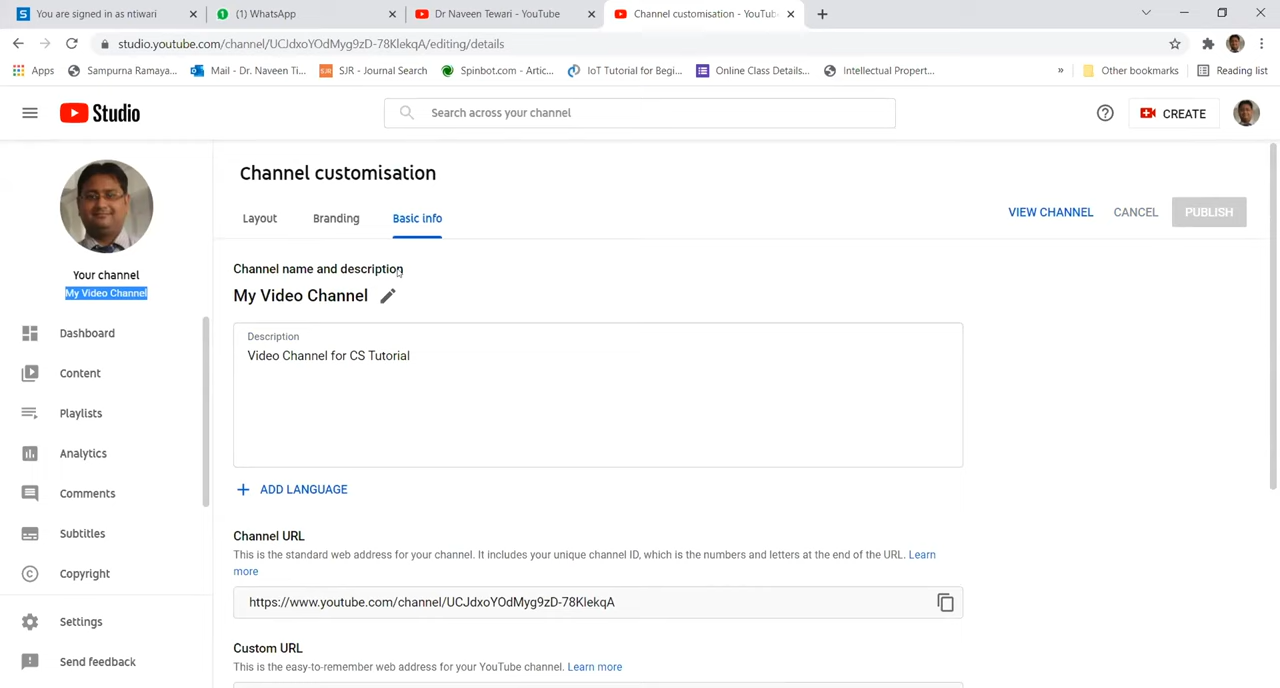 You are signed in as ntiwari
1
(1) WhatsApp
Dr Naveen Tewari - YouTube
Channel customisation - YouTub
studio.youtube.com/channel/UCJdxoYOdMyg9zD-78KlekqA/editing/details
Apps
Sampurna Ramaya...
Mail - Dr. Naveen Ti...
SJR
SJR - Journal Search
Spinbot.com - Artic...
IoT Tutorial for Begi...
Online Class Details...
Intellectual Propert...
»
Other bookmarks
Reading list
Studio
Search across your channel
CREATE
Channel customisation
Layout
Branding
Basic info
VIEW CHANNEL
CANCEL
PUBLISH
Your channel
My Video Channel
Dashboard
Content
Playlists
Analytics
Comments
Subtitles
Copyright
Settings
Send feedback
Channel name and description
My Video Channel
Description
Video Channel for CS Tutorial
+ ADD LANGUAGE
Channel URL
This is the standard web address for your channel. It includes your unique channel ID, which is the numbers and letters at the end of the URL. Learn
more
https://www.youtube.com/channel/UCJdxoYOdMyg9zD-78KlekqA
Custom URL
This is the easy-to-remember web address for your YouTube channel. Learn more